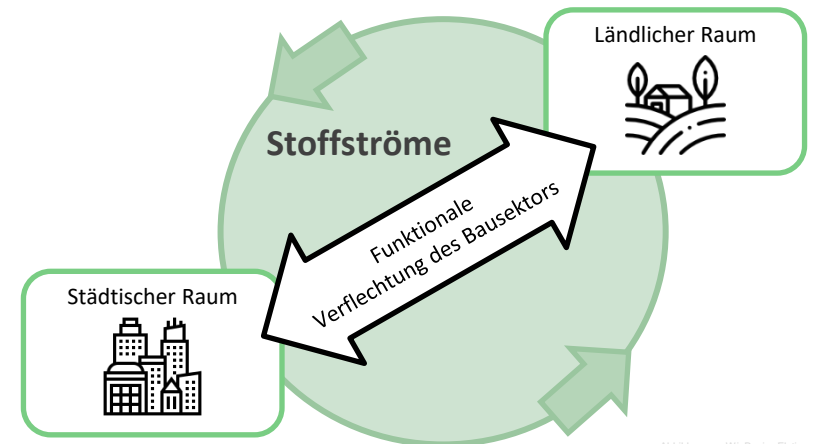 Ländlicher Raum
Stoffströme
Funktionale
Verflechtung des Bausektors
Städtischer Raum